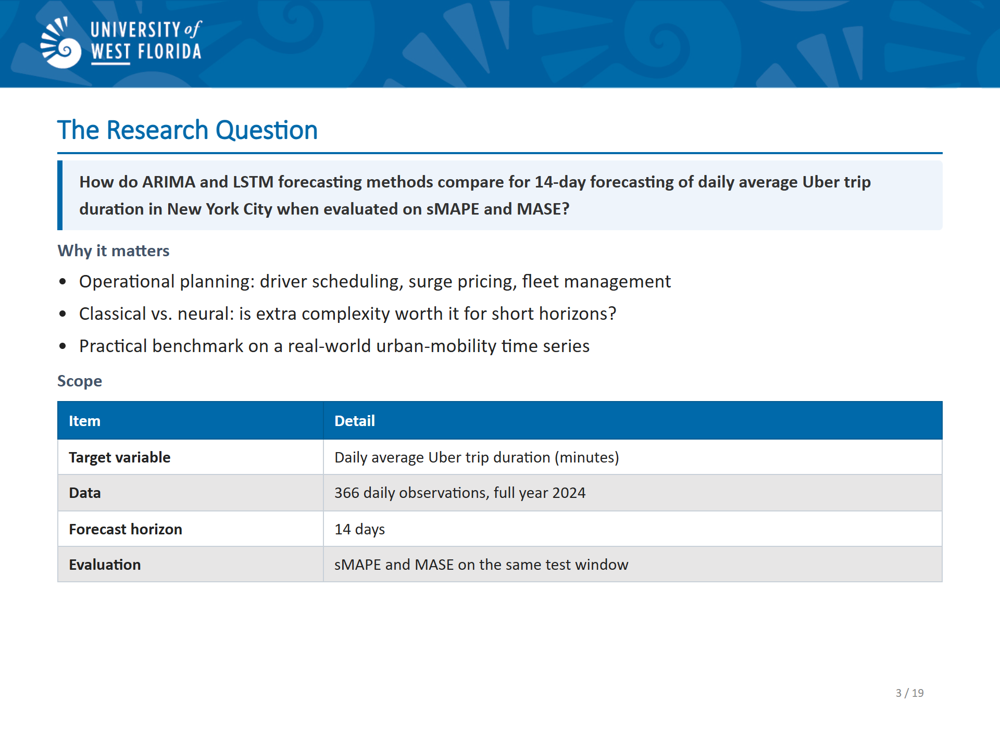 UNIVERSITY of
WEST FLORIDA
The Research Question
How do ARIMA and LSTM forecasting methods compare for 14-day forecasting of daily average Uber trip
duration in New York City when evaluated on sMAPE and MASE?
Why it matters
• Operational planning: driver scheduling, surge pricing, fleet management
• Classical vs. neural: is extra complexity worth it for short horizons?
• Practical benchmark on a real-world urban-mobility time series
Scope
Item Detail
Target variable Daily average Uber trip duration (minutes)
Data 366 daily observations, full year 2024
Forecast horizon 14 days
Evaluation sMAPE and MASE on the same test window
3 / 19